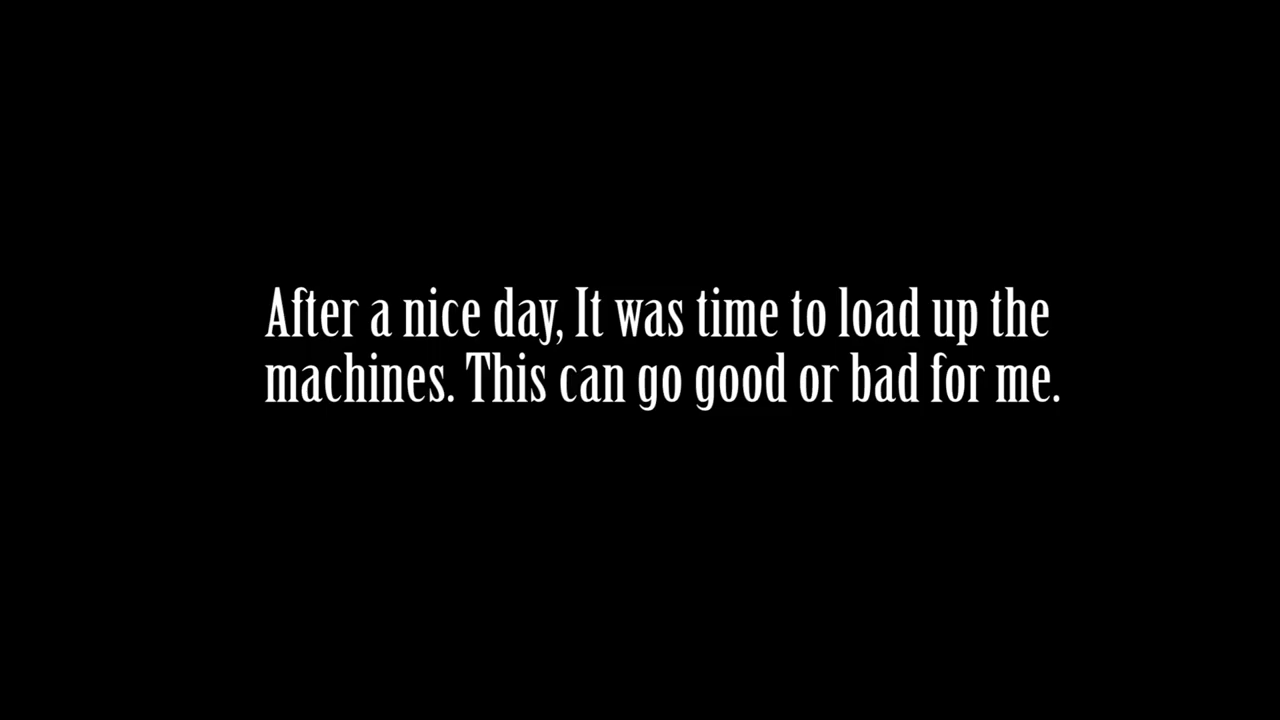 After a nice day, It was time to load up the
machines. This can go good or bad for me.